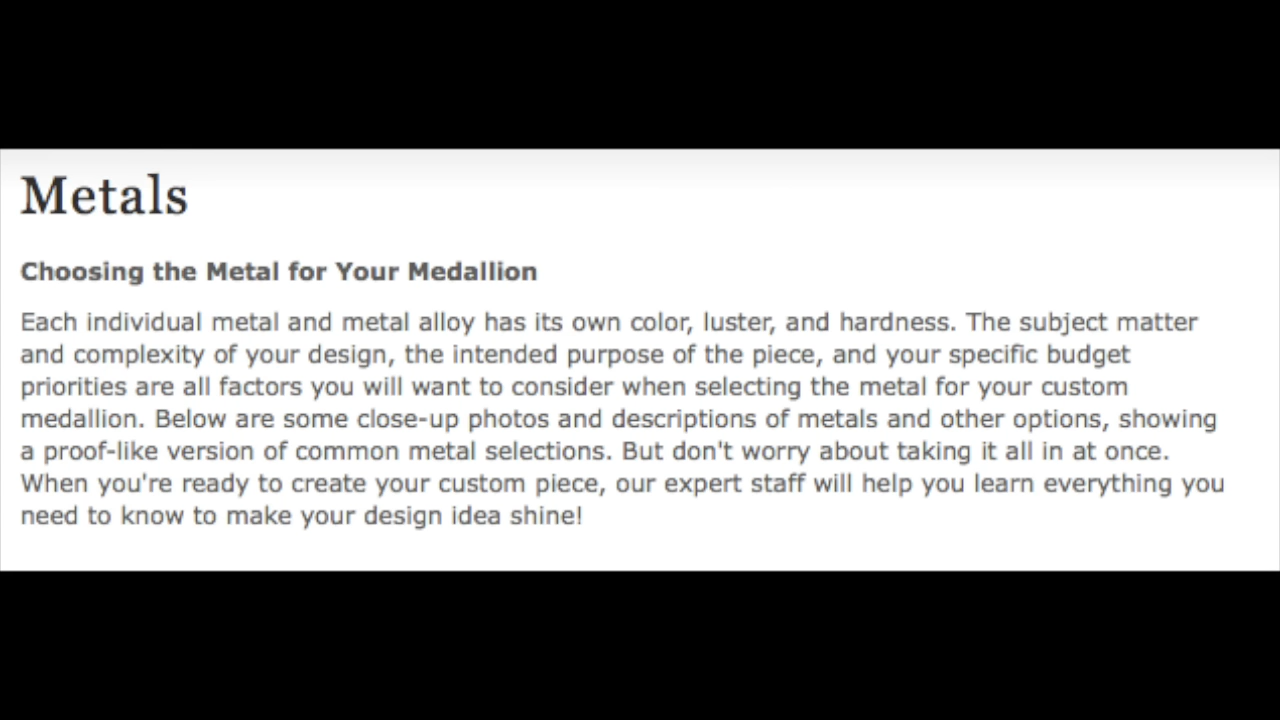 Metals
Choosing the Metal for Your Medallion
Each individual metal and metal alloy has its own color, luster, and hardness. The subject matter
and complexity of your design, the intended purpose of the piece, and your specific budget
priorities are all factors you will want to consider when selecting the metal for your custom
medallion. Below are some close-up photos and descriptions of metals and other options, showing
a proof-like version of common metal selections. But don't worry about taking it all in at once.
When you're ready to create your custom piece, our expert staff will help you learn everything you
need to know to make your design idea shine!